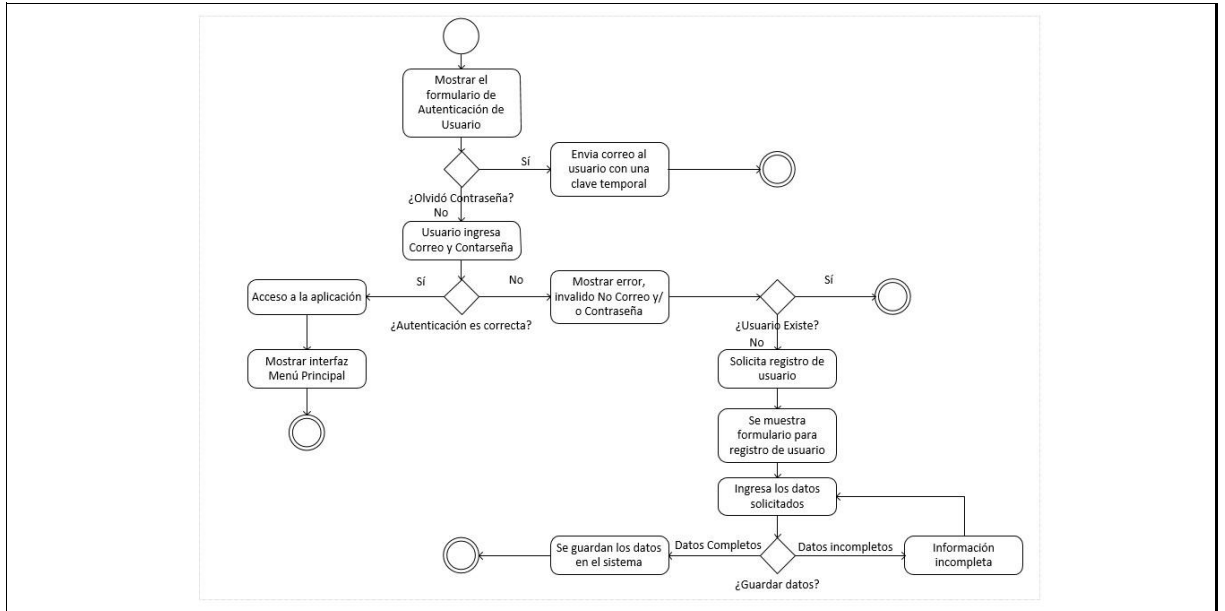 Mostrar el
formulario de
Autenticación de
Usuario
Sí
Envia correo al
usuario con una
clave temporal
¿Olvidó Contraseña?
No
Usuario ingresa
Correo y Contarseña
Sí
No
Acceso a la aplicación
¿Autenticación es correcta?
Mostrar error,
invalido No Correo y/
o Contraseña
Sí
¿Usuario Existe?
No
Mostrar interfaz
Menú Principal
Solicita registro de
usuario
Se muestra
formulario para
registro de usuario
Ingresa los datos
solicitados
Se guardan los datos
en el sistema
Datos Completos
Datos incompletos
Información
incompleta
¿Guardar datos?